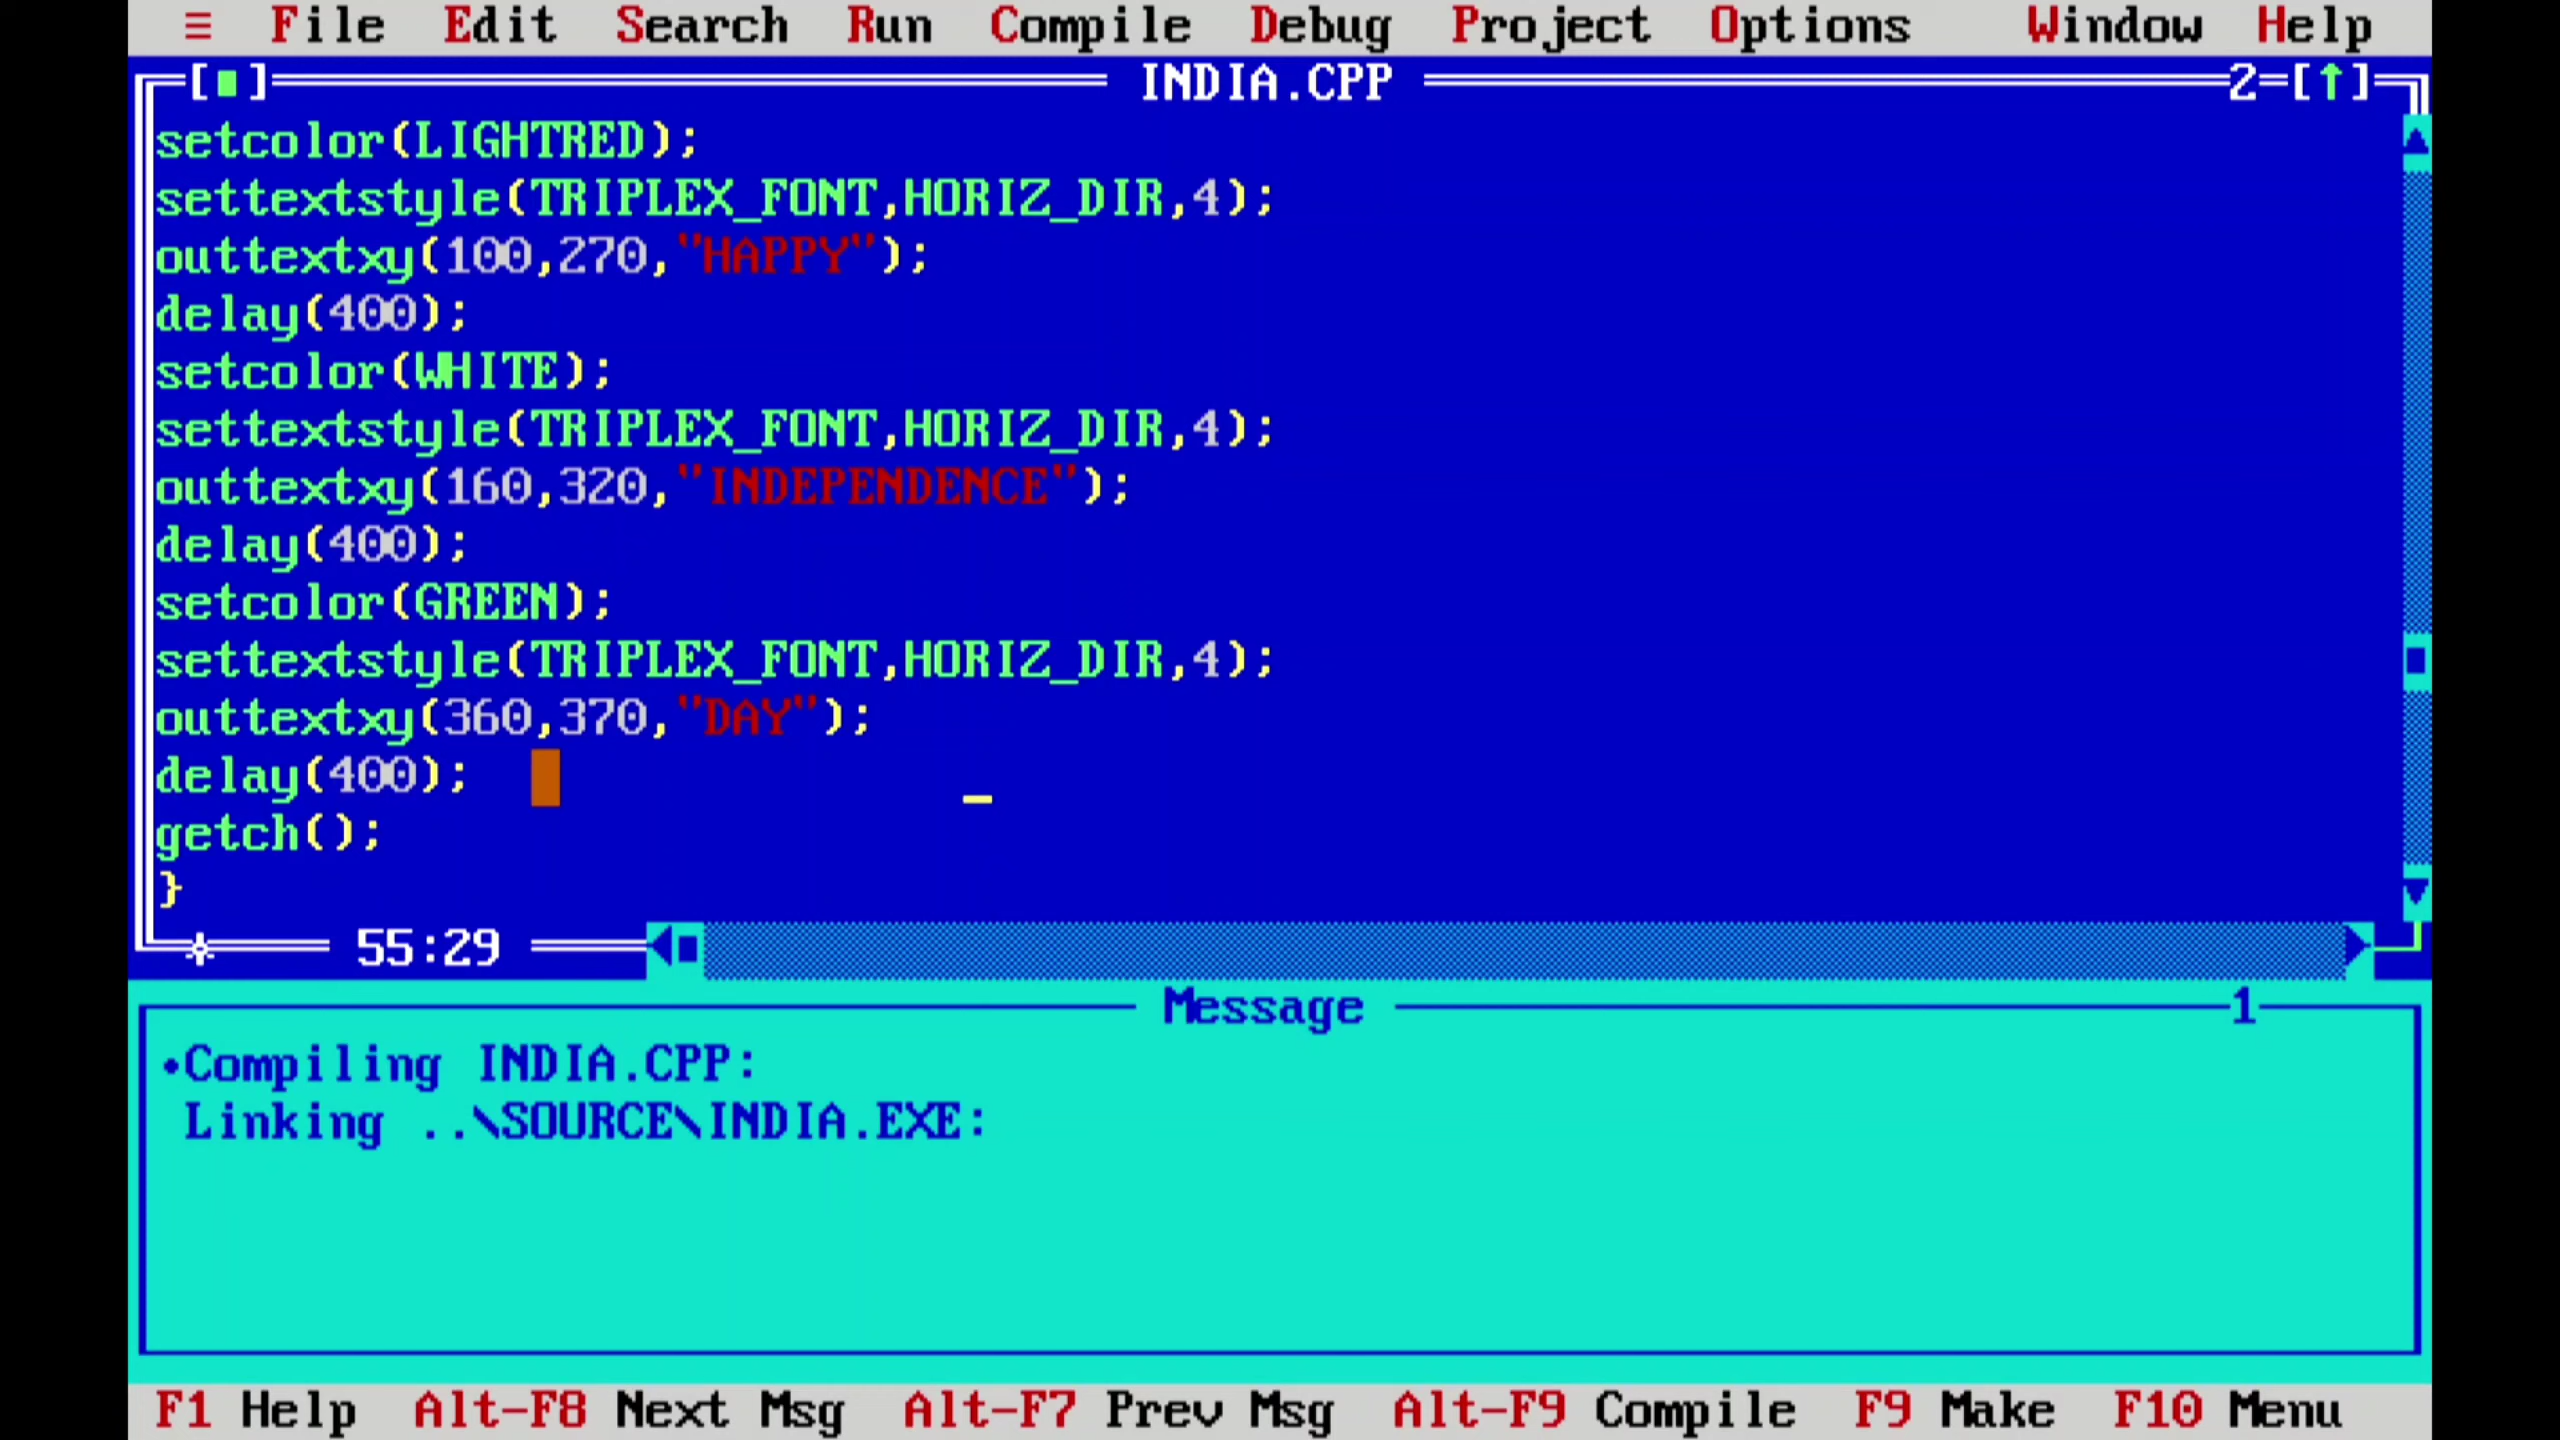 ≡ File Edit Search Run Compile Debug Project Options Window Help
[■] INDIA.CPP 2=[↑]
setcolor(LIGHTRED);
settextstyle(TRIPLEX_FONT,HORIZ_DIR,4);
outtextxy(100,270,"HAPPY");
delay(400);
setcolor(WHITE);
settextstyle(TRIPLEX_FONT,HORIZ_DIR,4);
outtextxy(160,320,"INDEPENDENCE");
delay(400);
setcolor(GREEN);
settextstyle(TRIPLEX_FONT,HORIZ_DIR,4);
outtextxy(360,370,"DAY");
delay(400);
getch();
}
55:29
Message 1
•Compiling INDIA.CPP:
Linking ..\SOURCE\INDIA.EXE:
F1 Help Alt-F8 Next Msg Alt-F7 Prev Msg Alt-F9 Compile F9 Make F10 Menu